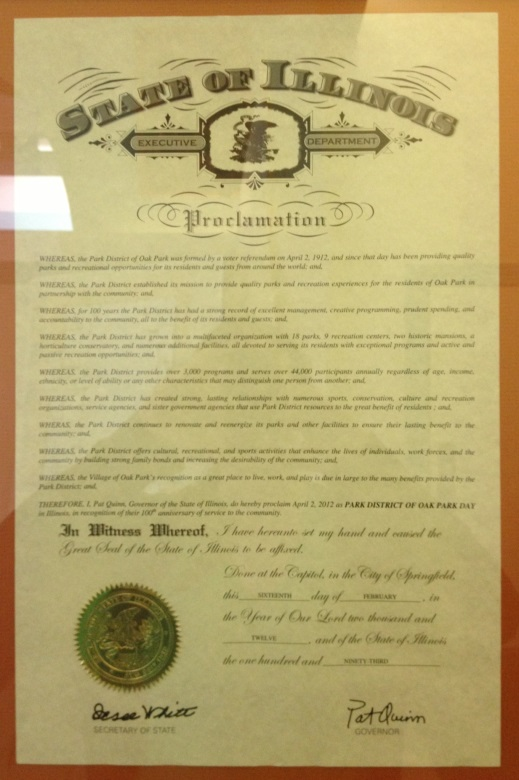 STATE OF ILLINOIS
EXECUTIVE DEPARTMENT
Proclamation
WHEREAS, the Park District of Oak Park was formed by a voter referendum on April 2, 1912, and since that day has been providing quality
parks and recreational opportunities for its residents and guests from around the world; and,
WHEREAS, the Park District established its mission to provide quality parks and recreation experiences for the residents of Oak Park in
partnership with the community; and,
WHEREAS, for 100 years the Park District has had a strong record of excellent management, creative programming, prudent spending, and
accountability to the community, all to the benefit of its residents and guests; and,
WHEREAS, the Park District has grown into a multifaceted organization with 18 parks, 9 recreation centers, two historic mansions, a
horticulture conservatory, and numerous additional facilities, all devoted to serving its residents with exceptional programs and active and
passive recreation opportunities; and,
WHEREAS, the Park District provides over 3,000 programs and serves over 44,000 participants annually regardless of age, income,
ethnicity, or level of ability or any other characteristics that may distinguish one person from another; and,
WHEREAS, the Park District has created strong, lasting relationships with numerous sports, conservation, culture and recreation
organizations, service agencies, and sister government agencies that use Park District resources to the great benefit of residents ; and,
WHEREAS, the Park District continues to renovate and reenergize its parks and other facilities to ensure their lasting benefit to the
community; and,
WHEREAS, the Park District offers cultural, recreational, and sports activities that enhance the lives of individuals, work forces, and the
community by building strong family bonds and increasing the desirability of the community; and,
WHEREAS, the Village of Oak Park's recognition as a great place to live, work, and play is due in large to the many benefits provided by the
Park District; and,
THEREFORE, I, Pat Quinn, Governor of the State of Illinois, do hereby proclaim April 2, 2012 as PARK DISTRICT OF OAK PARK DAY
in Illinois, in recognition of their 100th anniversary of service to the community.
In Witness Whereof, I have hereunto set my hand and caused the
Great Seal of the State of Illinois to be affixed.
Done at the Capitol, in the City of Springfield,
this SIXTEENTH day of FEBRUARY , in
the Year of Our Lord two thousand and
TWELVE , and of the State of Illinois
the one hundred and NINETY-THIRD
Jesse White
SECRETARY OF STATE
Pat Quinn
GOVERNOR